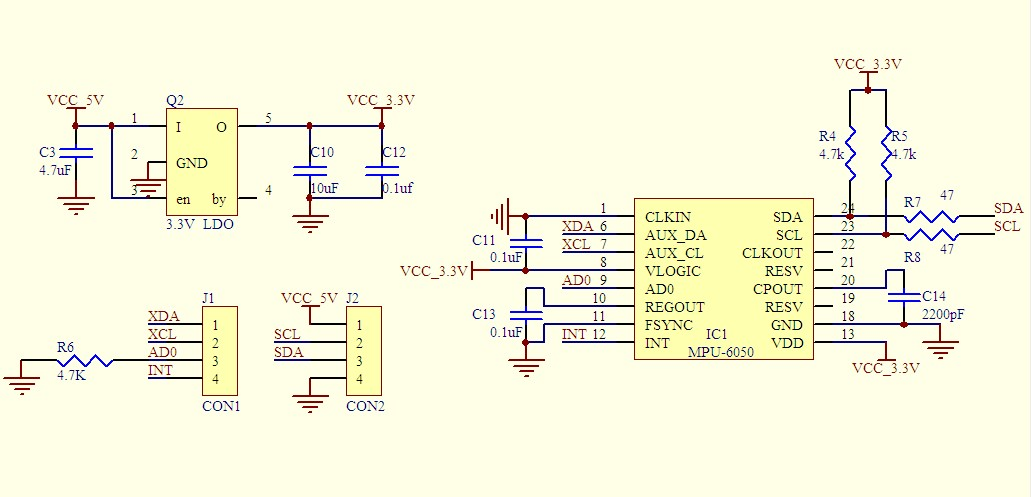 VCC_3.3V
VCC_5V Q2 VCC_3.3V
1 I O 5
R4 R5
4.7k 4.7k
C3 2 GND C10 C12
4.7uF
3 en by 4 10uF 0.1uf
3.3V LDO
R7 47
1 CLKIN SDA 24 SDA
XDA 6 AUX_DA SCL 23 SCL
C11 XCL 7 AUX_CL CLKOUT 22 47
0.1uF R8
VCC_3.3V 8 VLOGIC RESV 21
AD0 9 AD0 CPOUT 20
J1 VCC_5V J2 10 REGOUT RESV 19 C14
C13 2200pF
XDA 1 1 0.1uF 11 FSYNC GND 18
IC1
XCL 2 SCL 2 INT 12 INT VDD 13
R6 AD0 3 SDA 3 MPU-6050
4.7K INT 4 4 VCC_3.3V
CON1 CON2